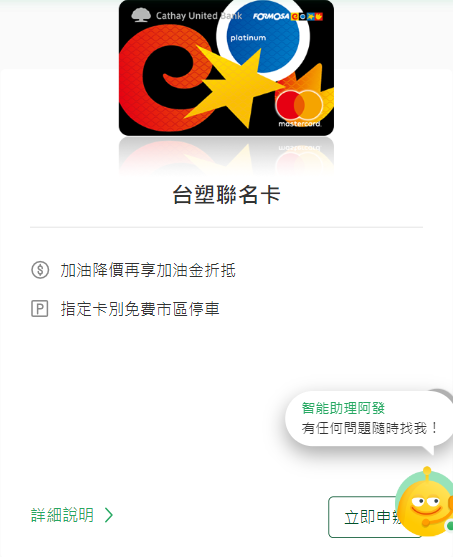 Cathay United Bank
FORMOSA
platinum
mastercard
台塑聯名卡
加油降價再享加油金折抵
P 指定卡別免費市區停車
智能助理阿發
有任何問題隨時找我！
詳細說明
立即申